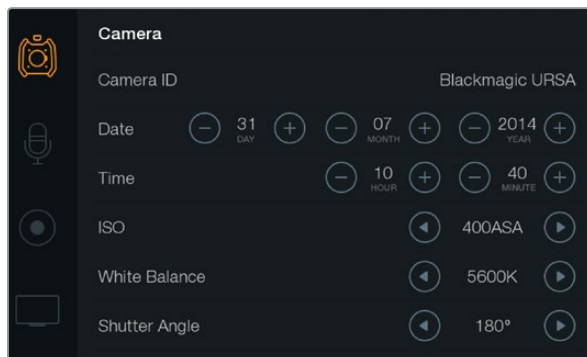 Camera
Camera ID Blackmagic URSA
Date 31 DAY 07 MONTH 2014 YEAR
Time 10 HOUR 40 MINUTE
ISO 400ASA
White Balance 5600K
Shutter Angle 180°